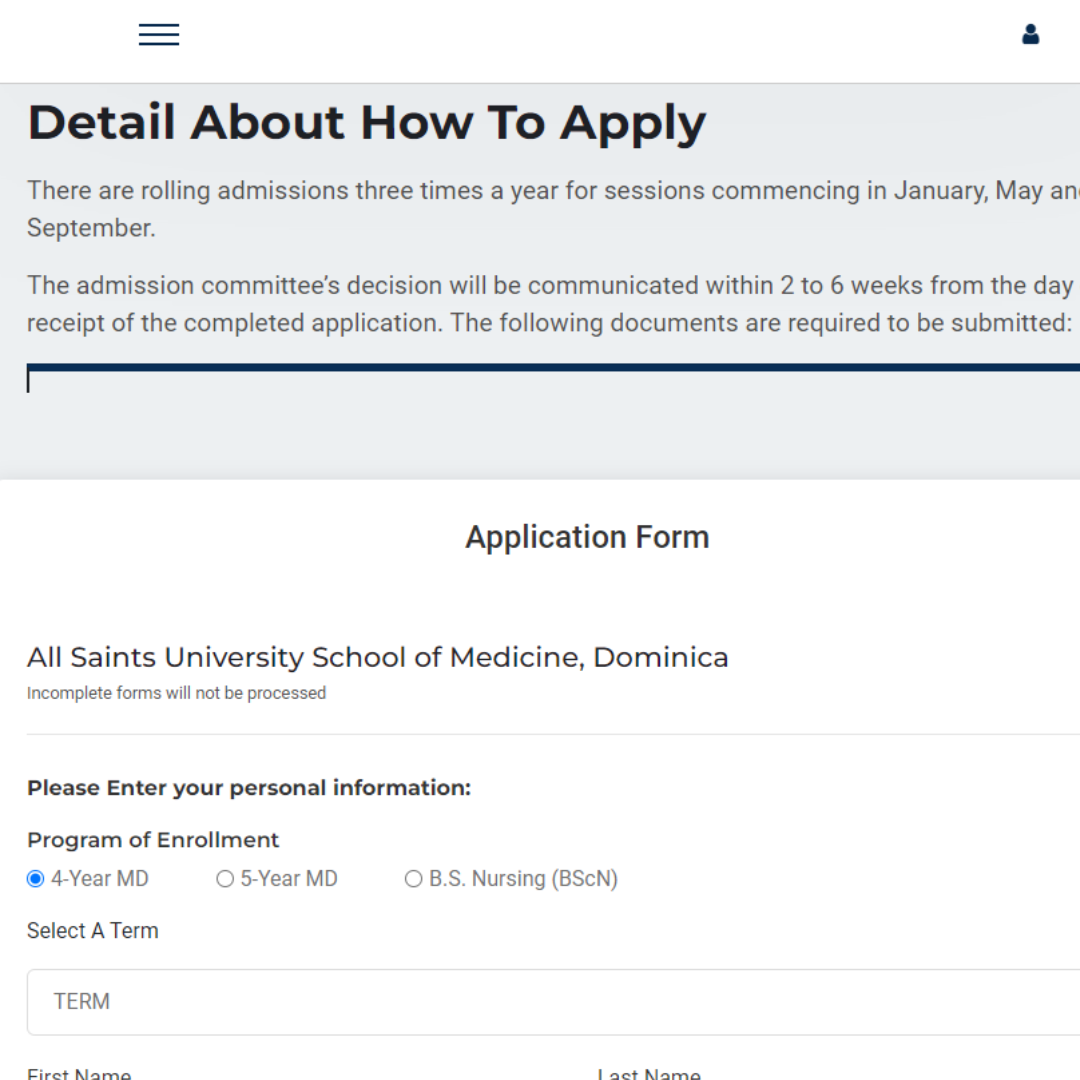 Detail About How To Apply
There are rolling admissions three times a year for sessions commencing in January, May and
September.
The admission committee’s decision will be communicated within 2 to 6 weeks from the day
receipt of the completed application. The following documents are required to be submitted:
Application Form
All Saints University School of Medicine, Dominica
Incomplete forms will not be processed
Please Enter your personal information:
Program of Enrollment
4-Year MD 5-Year MD B.S. Nursing (BScN)
Select A Term
TERM
First Name Last Name